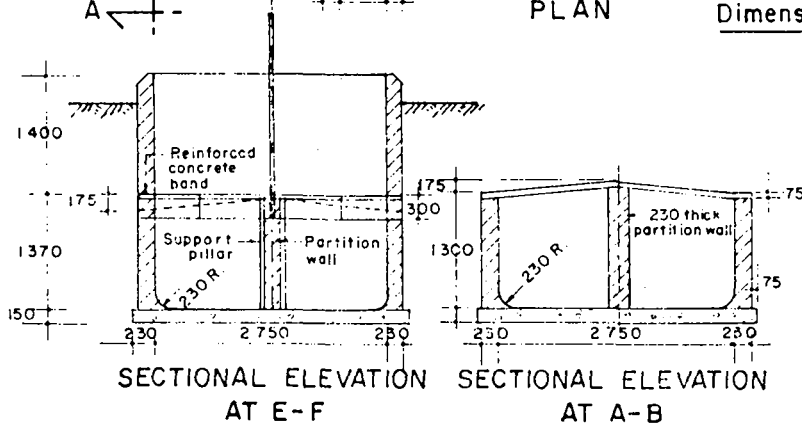 A
PLAN
Dimens
1400
Reinforced
concrete
band
175
1370
Support
pillar
Partition
wall
300
230 R
150
230
2750
230
SECTIONAL ELEVATION
AT E-F
175
75
1300
230 thick
partition wall
230 R
75
230
2750
230
SECTIONAL ELEVATION
AT A-B